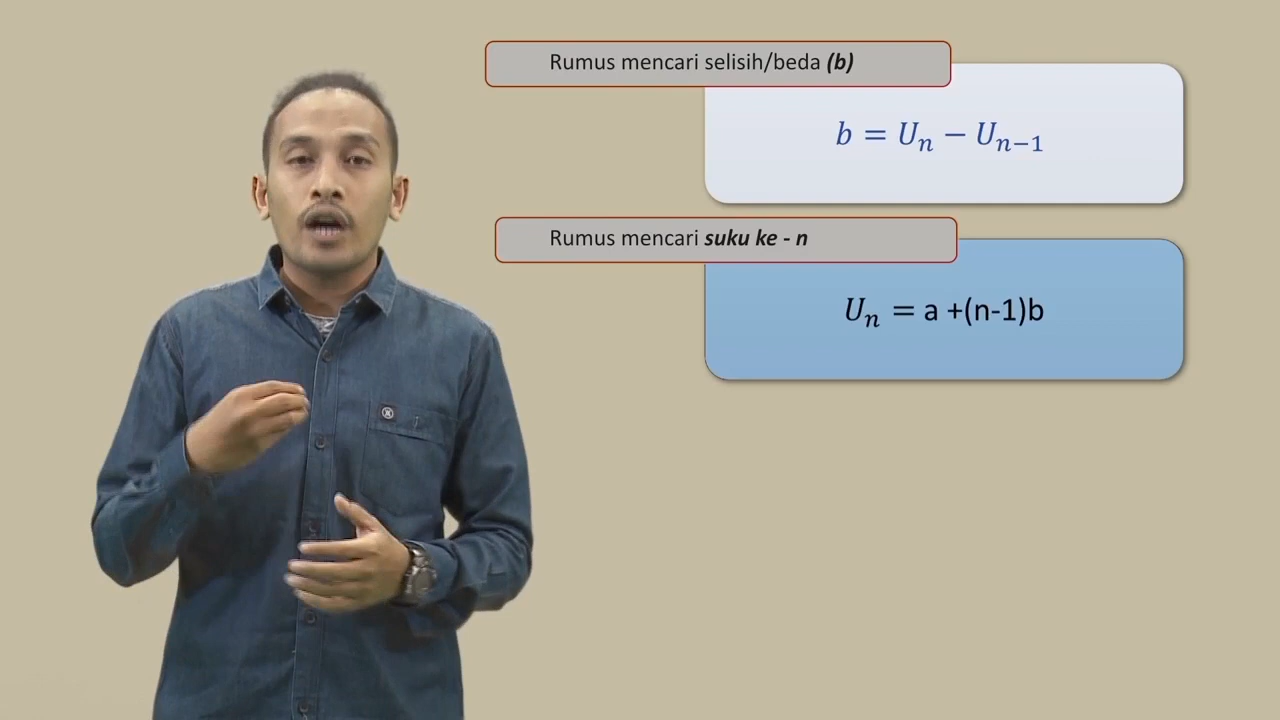 Rumus mencari selisih/beda (b)
b = Uₙ − Uₙ₋₁
Rumus mencari suku ke - n
Uₙ = a +(n-1)b